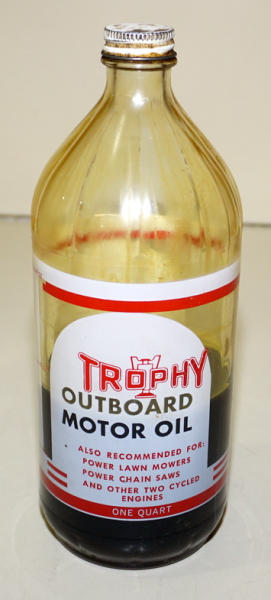 TROPHY
OUTBOARD
MOTOR OIL
ALSO RECOMMENDED FOR:
POWER LAWN MOWERS
POWER CHAIN SAWS
AND OTHER TWO CYCLED
ENGINES
ONE QUART